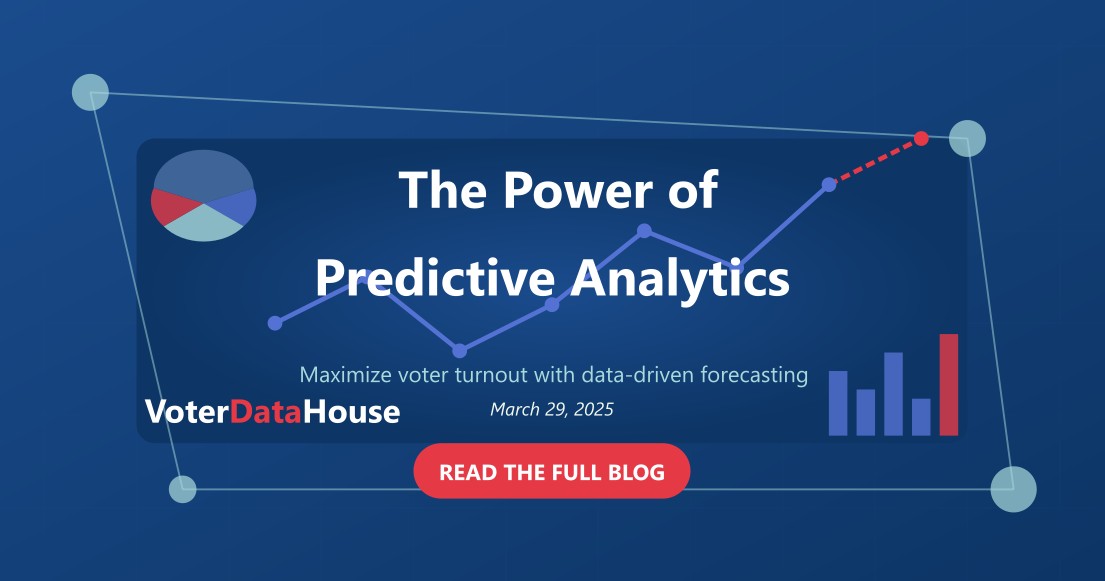 The Power of
Predictive Analytics
Maximize voter turnout with data-driven forecasting
March 29, 2025
VoterDataHouse
READ THE FULL BLOG